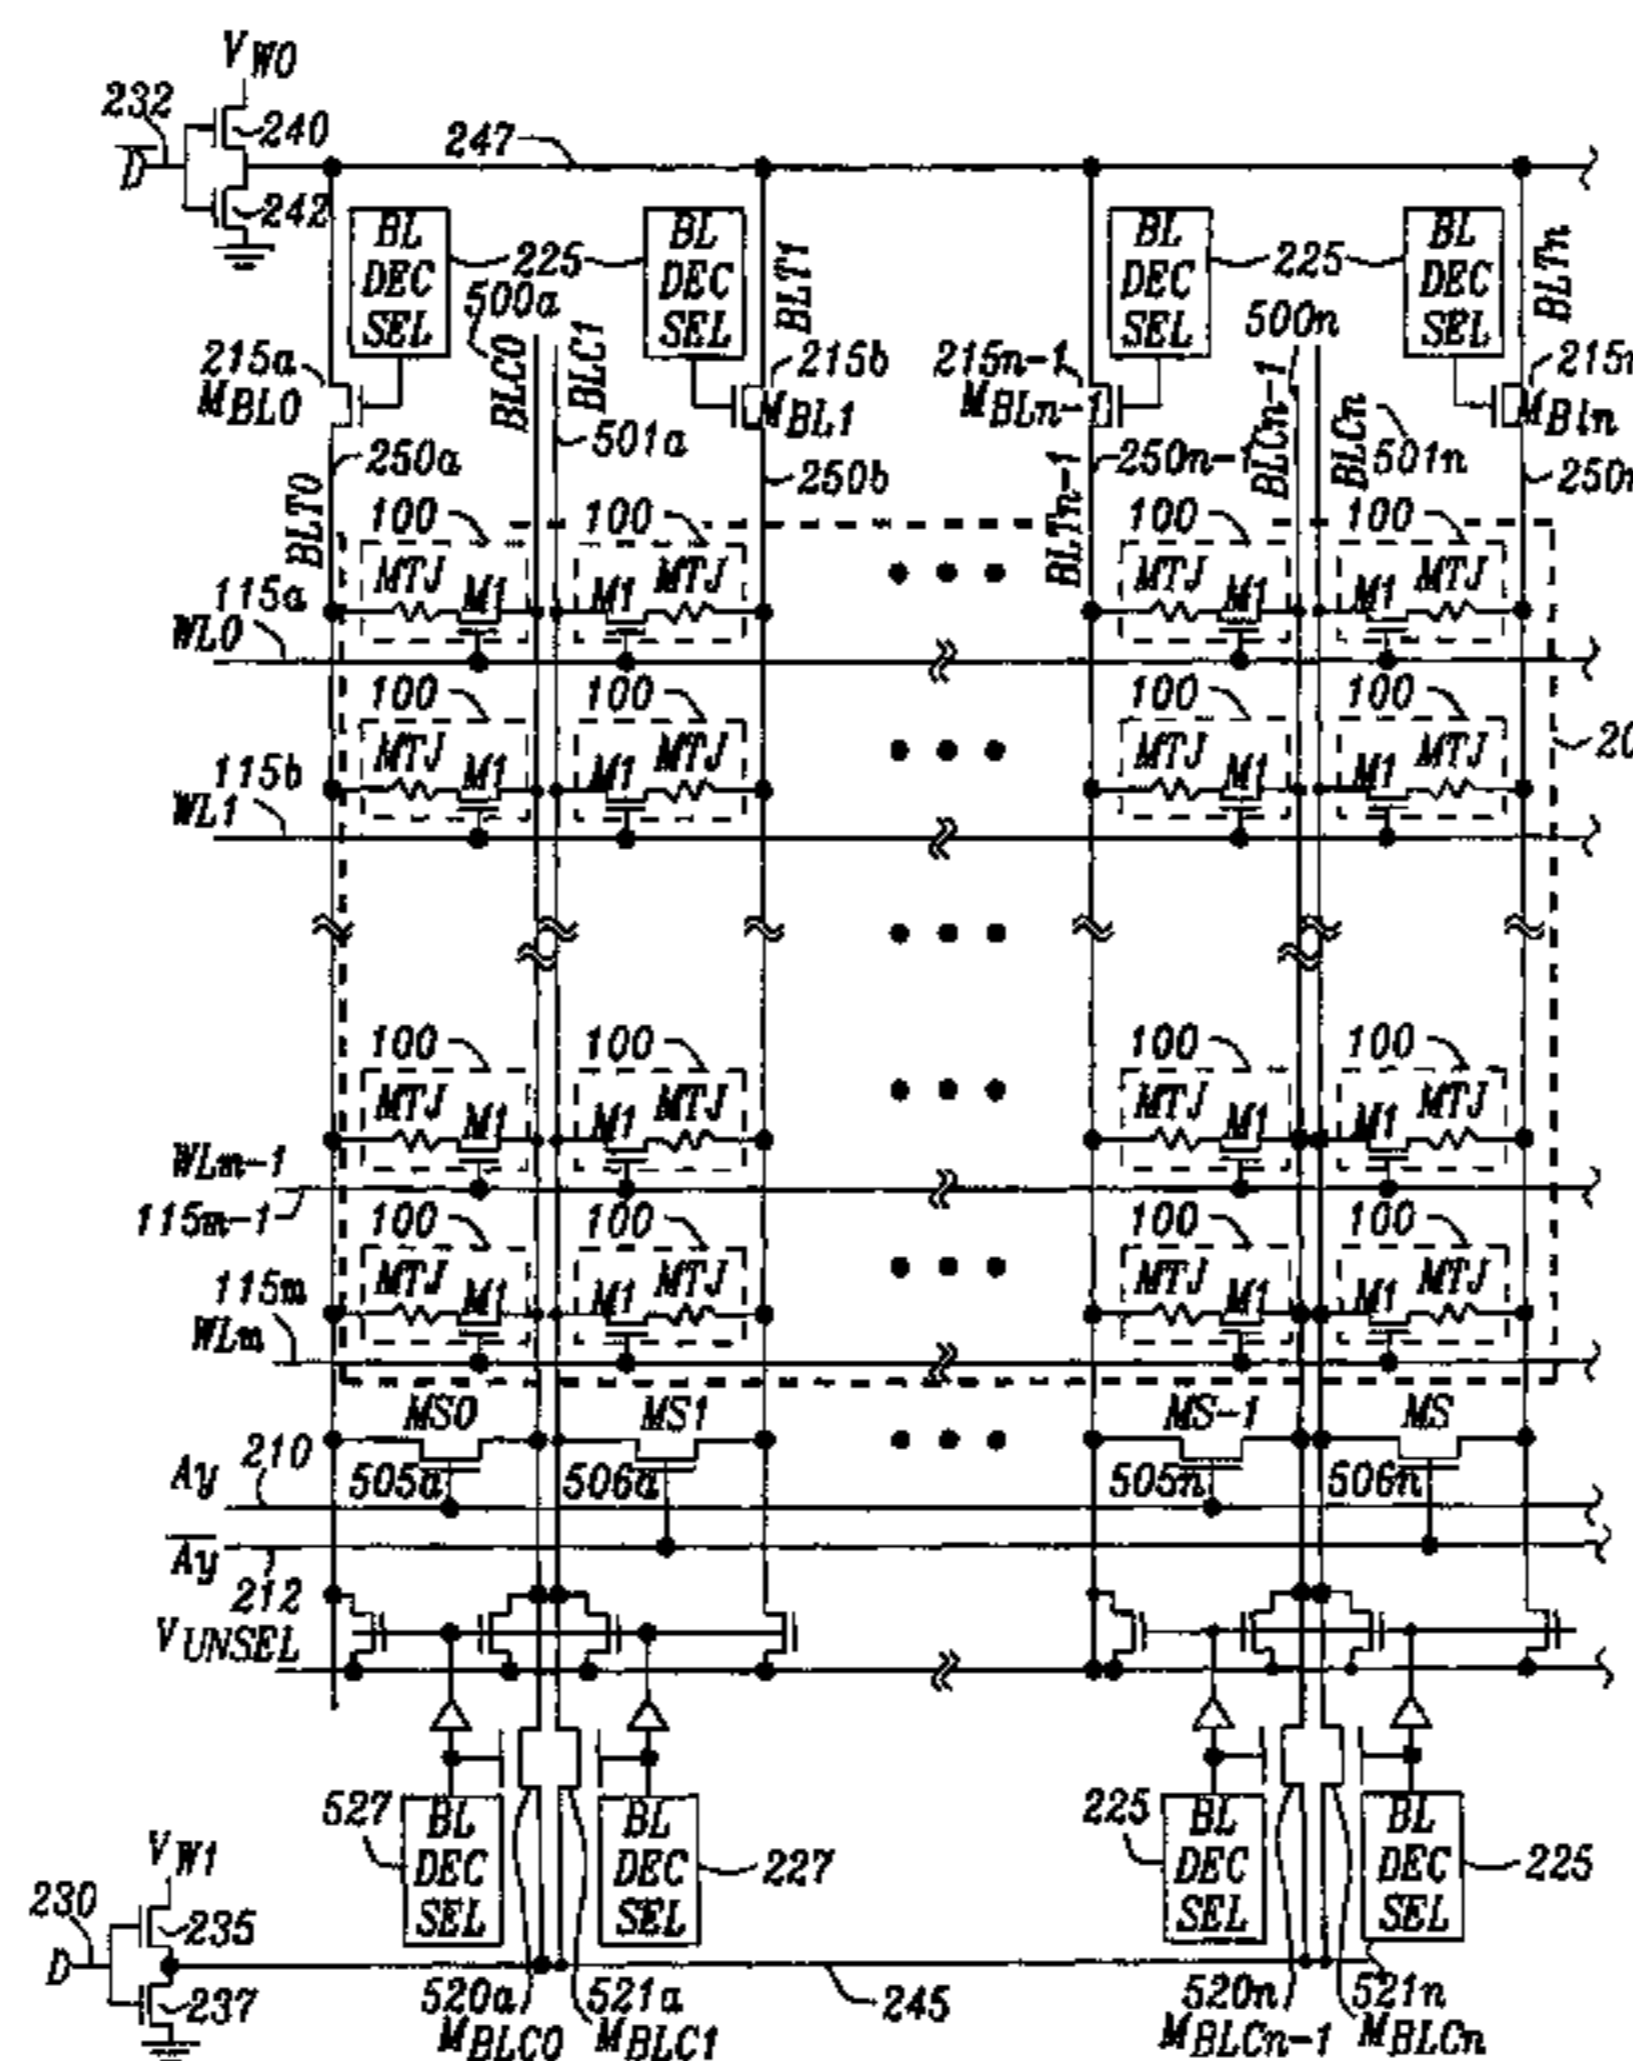 VW0
232
240
247
D
242
BL DEC SEL
225
BL DEC SEL
BLT1
BL DEC SEL
225
BL DEC SEL
BLTn
500a
500n
215a
MBL0
BLC0
BLC1
215b
MBL1
215n-1
MBLn-1
BLCn-1
BLCn
MBln
501a
501n
250a
250b
250n-1
BLT0
BLTn-1
100
100
100
100
MTJ
M1
M1
MTJ
MTJ
M1
M1
MTJ
115a
WL0
100
100
100
100
MTJ
M1
M1
MTJ
MTJ
M1
M1
MTJ
115b
WL1
100
100
100
100
MTJ
M1
M1
MTJ
MTJ
M1
M1
MTJ
WLm-1
115m-1
100
100
100
100
MTJ
M1
M1
MTJ
MTJ
M1
M1
MTJ
115m
WLm
MS0
MS1
MS-1
MS
Ay
210
505a
506a
505n
506n
Ay
212
VUNSEL
527
BL DEC SEL
BL DEC SEL
227
225
BL DEC SEL
BL DEC SEL
225
VW1
230
235
D
237
520a
MBLC0
521a
MBLC1
245
520n
MBLCn-1
521n
MBLCn